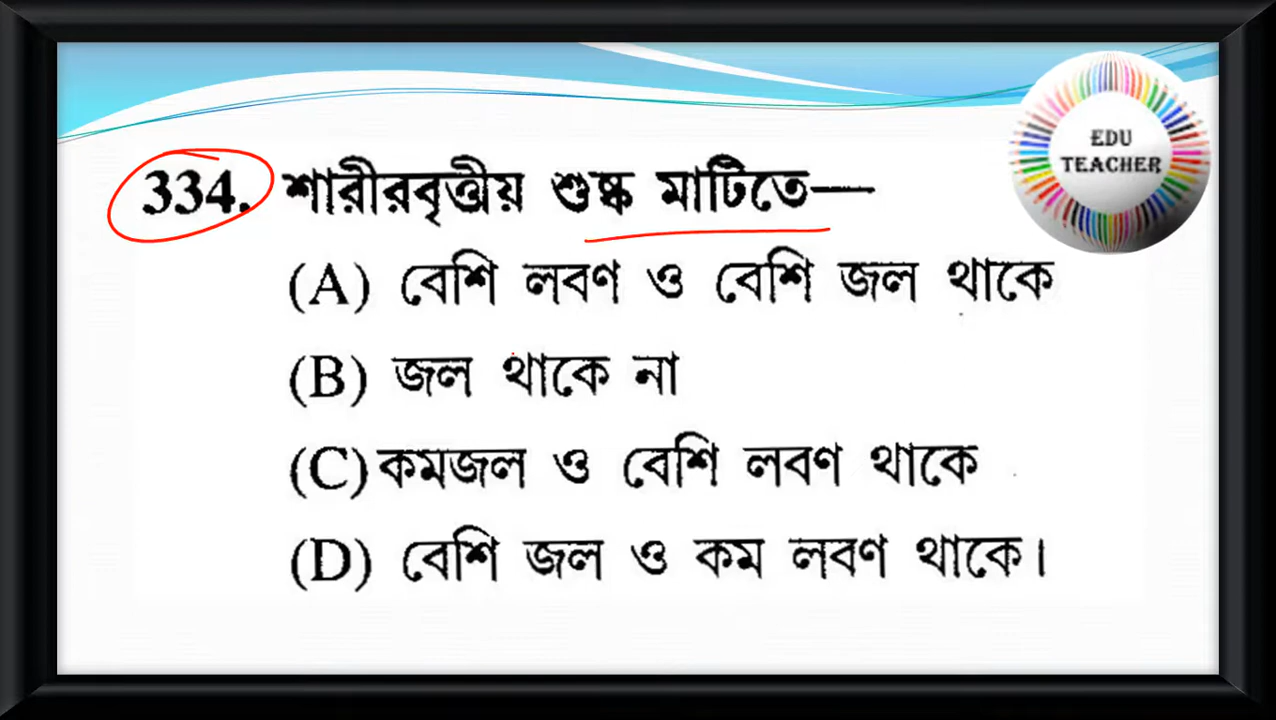 EDU
TEACHER
334. শারীরবৃত্তীয় শুষ্ক মাটিতে—
(A) বেশি লবণ ও বেশি জল থাকে
(B) জল থাকে না
(C) কমজল ও বেশি লবণ থাকে
(D) বেশি জল ও কম লবণ থাকে।